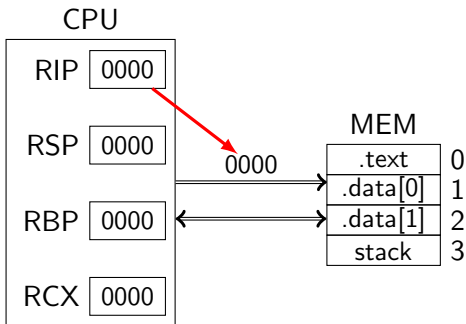 CPU
RIP 0000
RSP 0000
RBP 0000
RCX 0000
0000
MEM
.text 0
.data[0] 1
.data[1] 2
stack 3